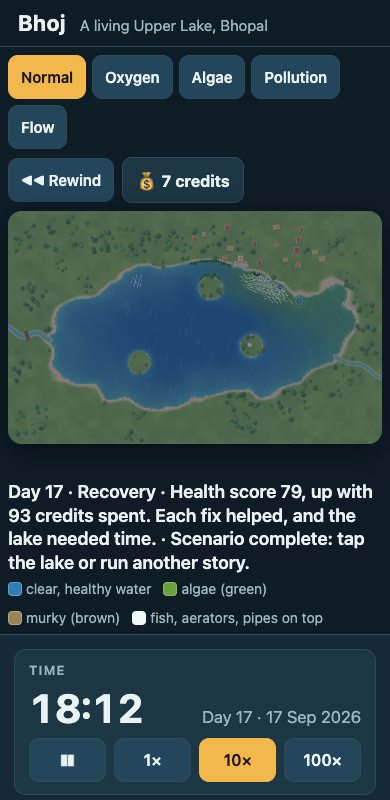 Bhoj A living Upper Lake, Bhopal
Normal Oxygen Algae Pollution
Flow
Rewind 7 credits
Day 17 · Recovery · Health score 79, up with
93 credits spent. Each fix helped, and the
lake needed time. · Scenario complete: tap
the lake or run another story.
clear, healthy water algae (green)
murky (brown) fish, aerators, pipes on top
TIME
18:12 Day 17 · 17 Sep 2026
1× 10× 100×